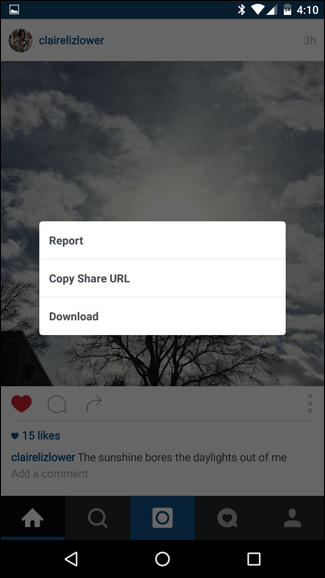 4:10
clairelizlower 3h
Report
Copy Share URL
Download
15 likes
clairelizlower The sunshine bores the daylights out of me
Add a comment